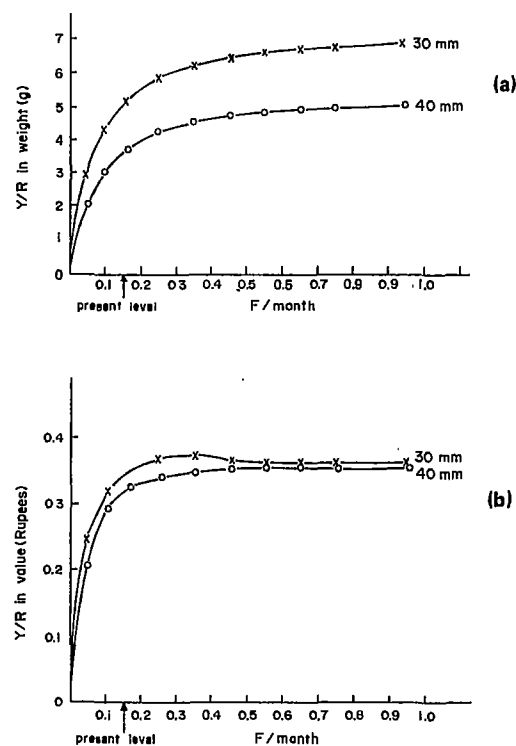 (a)
Y/R in weight (g)
7
6
5
4
3
2
1
0
30 mm
40 mm
0.1 0.2 0.3 0.4 0.5 0.6 0.7 0.8 0.9 1.0
present level
F/month
(b)
Y/R in value (Rupees)
0.4
0.3
0.2
0.1
0
30 mm
40 mm
0.1 0.2 0.3 0.4 0.5 0.6 0.7 0.8 0.9 1.0
present level
F/month